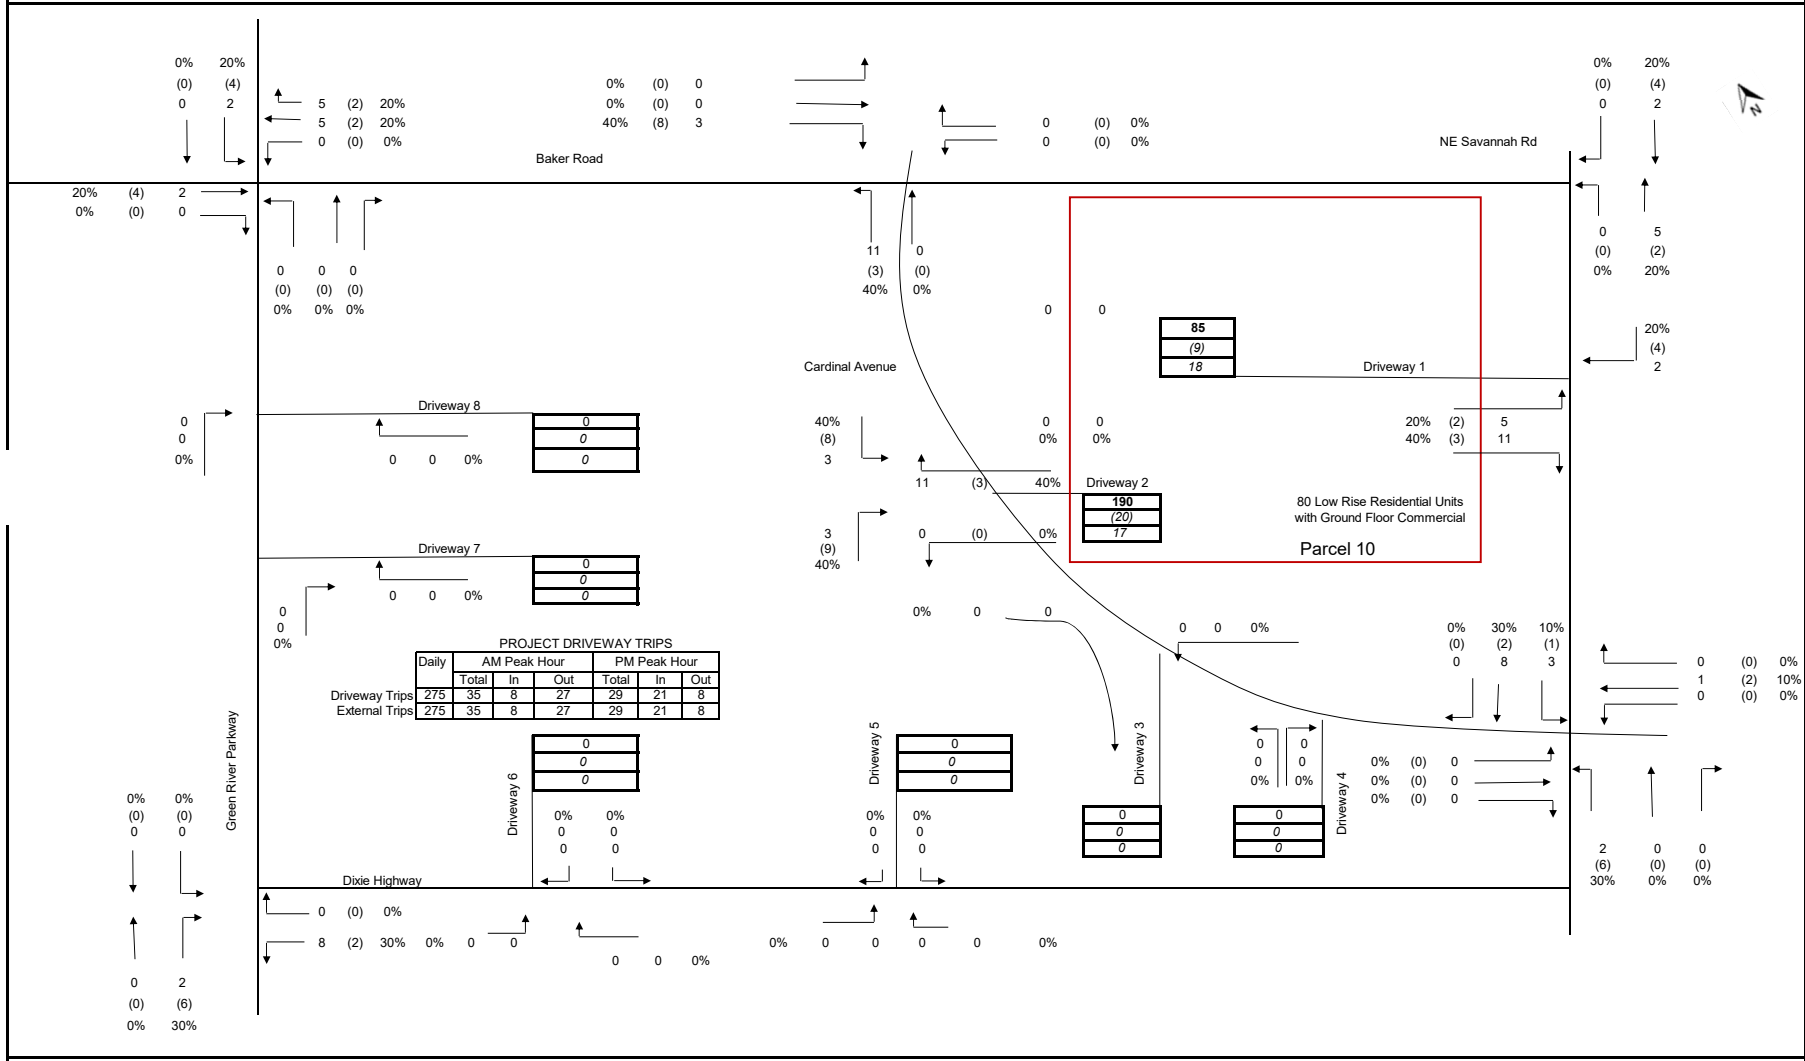 0% 20%
(0) (4)
0 2
5 (2) 20%
5 (2) 20%
0 (0) 0%
0% (0) 0
0% (0) 0
40% (8) 3
0 (0) 0%
0 (0) 0%
NE Savannah Rd
0% 20%
(0) (4)
0 2
N
Baker Road
20% (4) 2
0% (0) 0
0 0 0
(0) (0) (0)
0% 0% 0%
11 0
(3) (0)
40% 0%
0 5
(0) (2)
0% 20%
0 0
85
(9)
18
Driveway 1
20%
(4)
2
Cardinal Avenue
Driveway 8
0
0
0%
0 0 0%
0
0
0
40%
(8)
3
0 0
0% 0%
20% (2) 5
40% (3) 11
11 (3) 40%
Driveway 2
190
(20)
17
80 Low Rise Residential Units
with Ground Floor Commercial
Parcel 10
3
(9)
40%
0 (0) 0%
Driveway 7
0 0 0%
0
0
0
0
0
0%
0% 0 0
0 0 0%
0% 30% 10%
(0) (2) (1)
0 8 3
0 (0) 0%
1 (2) 10%
0 (0) 0%
PROJECT DRIVEWAY TRIPS
Daily AM Peak Hour PM Peak Hour
Total In Out Total In Out
Driveway Trips 275 35 8 27 29 21 8
External Trips 275 35 8 27 29 21 8
Green River Parkway
Driveway 6
0
0
0
Driveway 5
0
0
0
Driveway 3
0
0
0
0 0
0 0
0% 0%
Driveway 4
0
0
0
0% (0) 0
0% (0) 0
0% (0) 0
2 0 0
(6) (0) (0)
30% 0% 0%
0% 0%
(0) (0)
0 0
0% 0%
0 0
0 0
0% 0%
0 0
0 0
Dixie Highway
0 (0) 0%
8 (2) 30%
0% 0 0
0 0 0%
0% 0 0
0 0 0%
0 2
(0) (6)
0% 30%